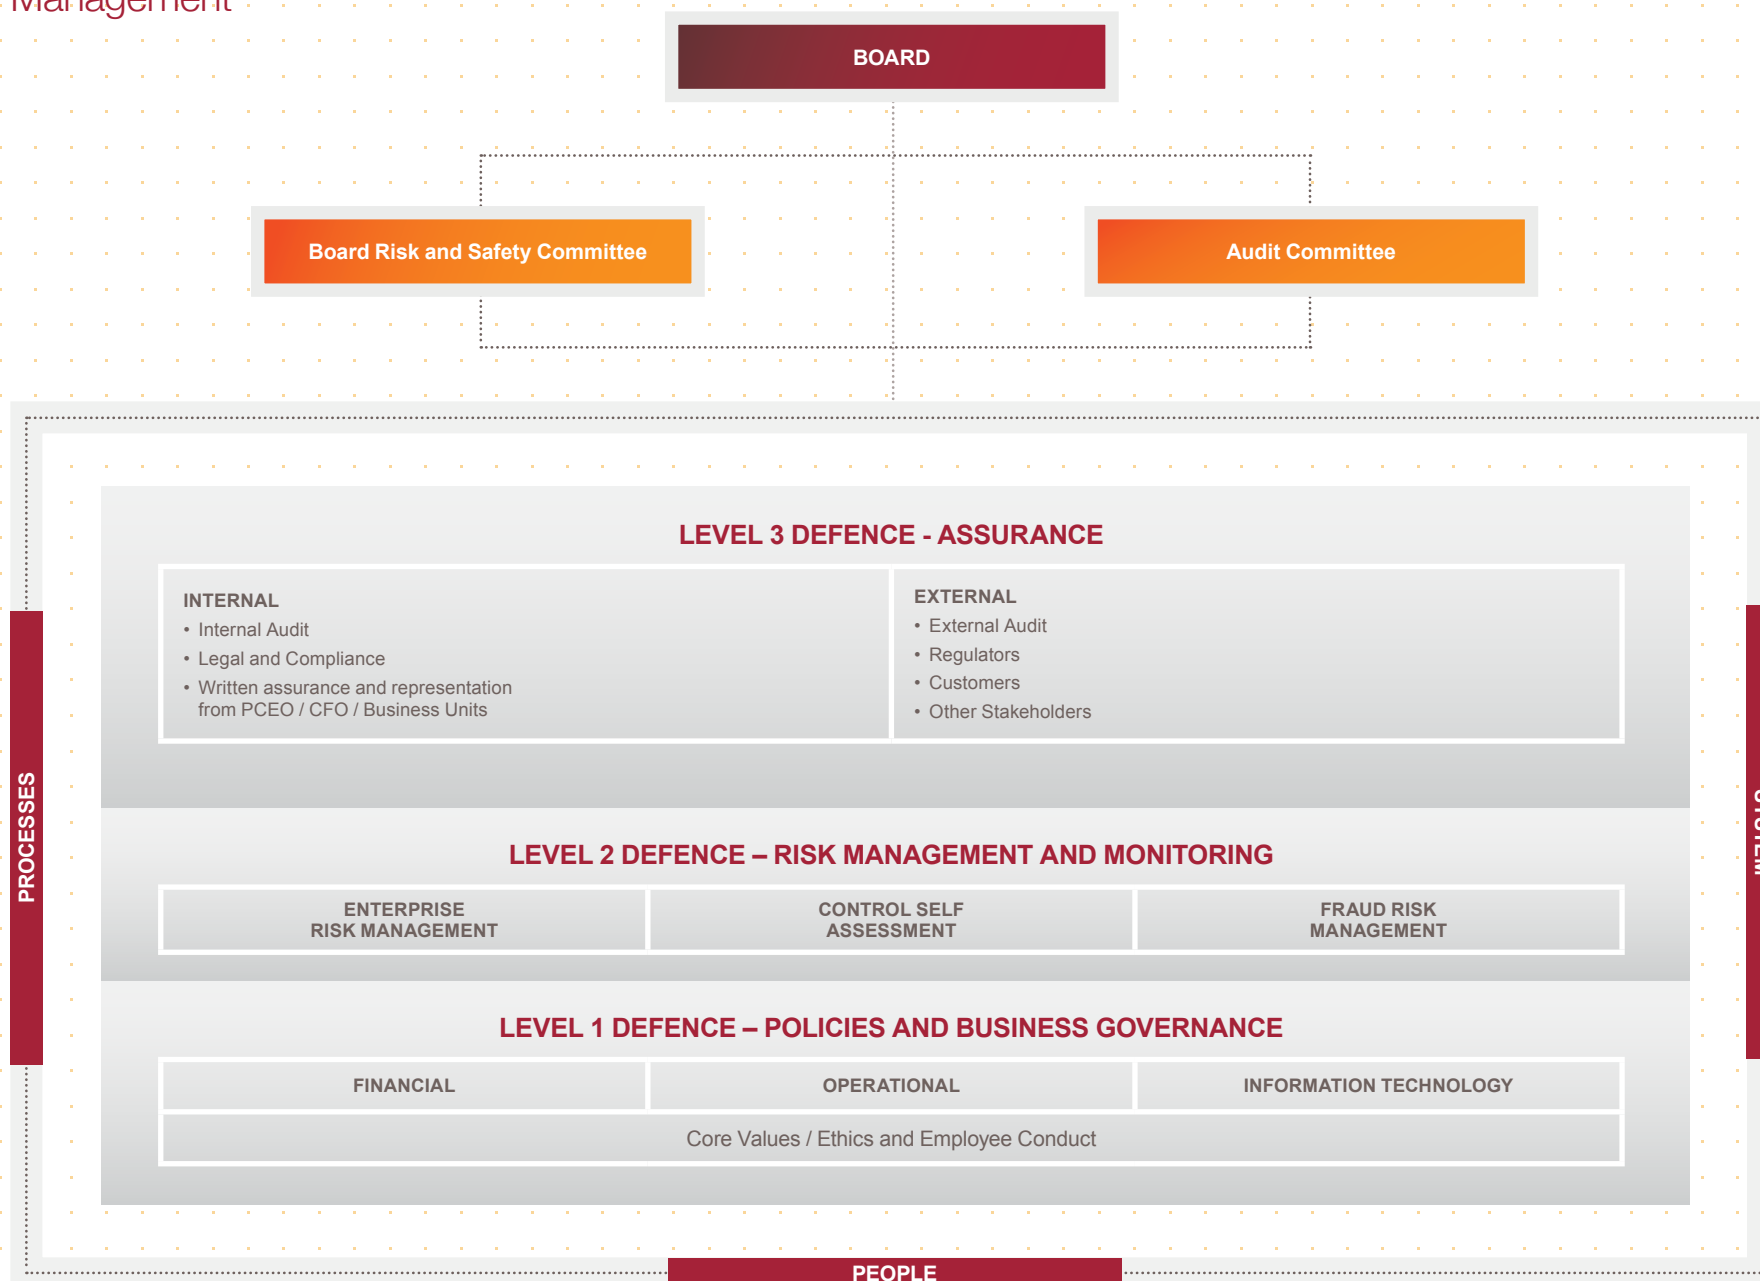 Management
BOARD
Board Risk and Safety Committee
Audit Committee
LEVEL 3 DEFENCE - ASSURANCE
INTERNAL
• Internal Audit
• Legal and Compliance
• Written assurance and representation
from PCEO / CFO / Business Units
EXTERNAL
• External Audit
• Regulators
• Customers
• Other Stakeholders
PROCESSES
LEVEL 2 DEFENCE – RISK MANAGEMENT AND MONITORING
ENTERPRISE
RISK MANAGEMENT
CONTROL SELF
ASSESSMENT
FRAUD RISK
MANAGEMENT
LEVEL 1 DEFENCE – POLICIES AND BUSINESS GOVERNANCE
FINANCIAL
OPERATIONAL
INFORMATION TECHNOLOGY
Core Values / Ethics and Employee Conduct
PEOPLE